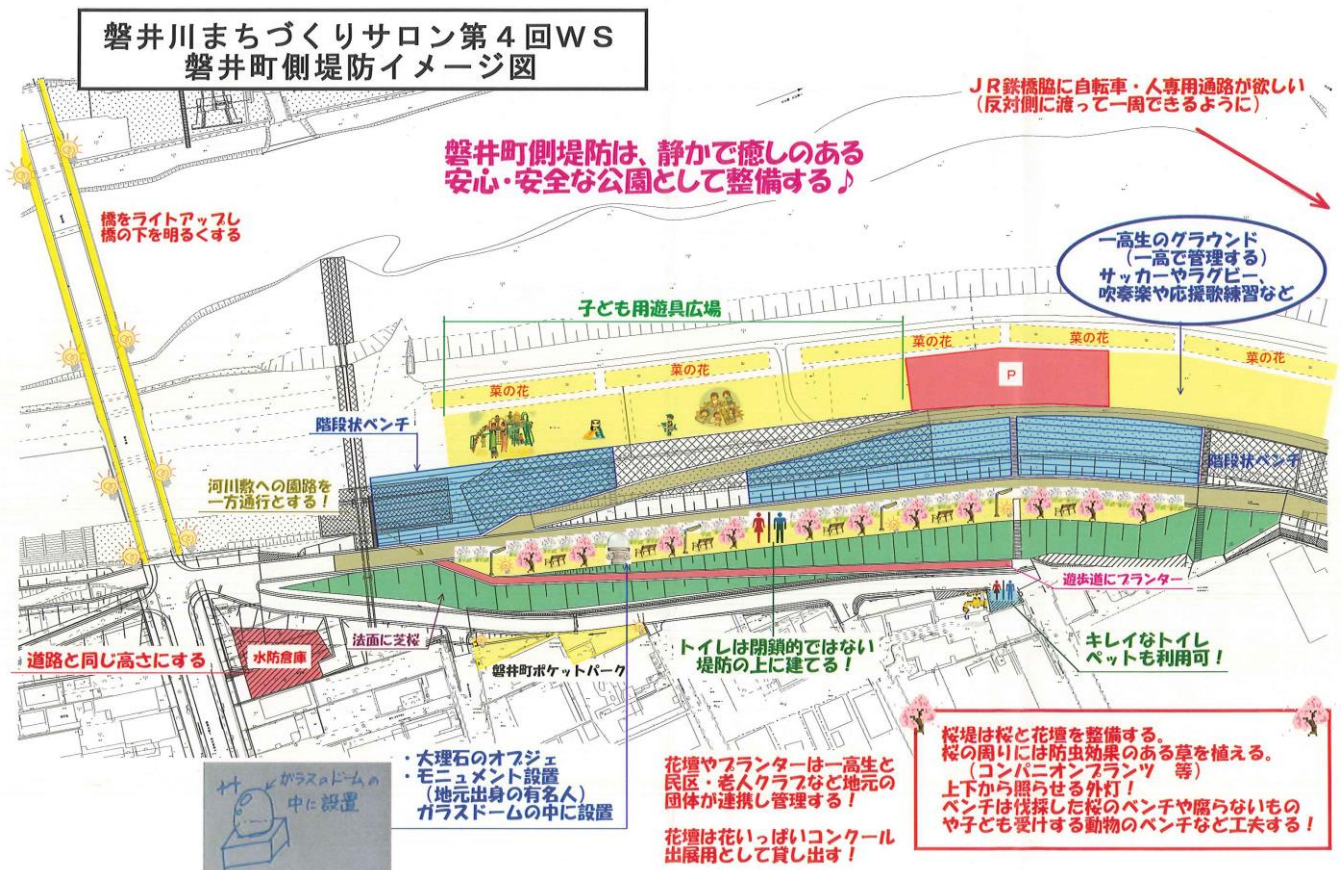 磐井川まちづくりサロン第4回WS
磐井町側堤防イメージ図
JR鉄橋脇に自転車・人専用通路が欲しい
(反対側に渡って一周できるように)
磐井町側堤防は、静かで癒しのある
安心・安全な公園として整備する♪
橋をライトアップし
橋の下を明るくする
一高生のグラウンド
(一高で管理する)
サッカーやラグビー、
吹奏楽や応援歌練習など
子ども用遊具広場
菜の花
菜の花
菜の花
菜の花
菜の花
P
階段状ベンチ
階段状ベンチ
河川敷への園路を
一方通行とする!
遊歩道にプランター
法面に芝桜
道路と同じ高さにする
水防倉庫
磐井町ポケットパーク
トイレは閉鎖的ではない
堤防の上に建てる!
キレイなトイレ
ペットも利用可!
ガラスのドームの
中に設置
・大理石のオブジェ
・モニュメント設置
(地元出身の有名人)
ガラスドームの中に設置
花壇やプランターは一高生と
民区・老人クラブなど地元の
団体が連携し管理する!
花壇は花いっぱいコンクール
出展用として貸し出す!
桜堤は桜と花壇を整備する。
桜の周りには防虫効果のある草を植える。
(コンパニオンプランツ 等)
上下から照らせる外灯!
ベンチは伐採した桜のベンチや腐らないもの
や子ども受けする動物のベンチなど工夫する!